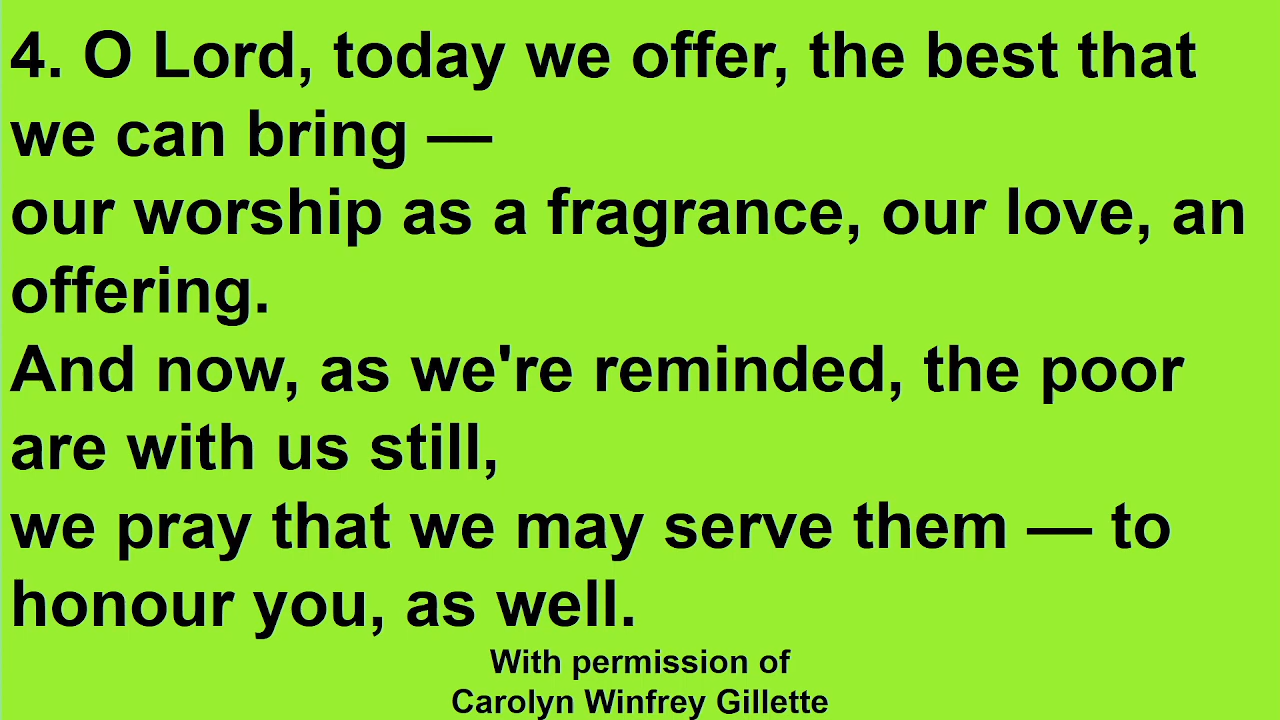 4. O Lord, today we offer, the best that
we can bring —
our worship as a fragrance, our love, an
offering.
And now, as we're reminded, the poor
are with us still,
we pray that we may serve them — to
honour you, as well.
With permission of
Carolyn Winfrey Gillette